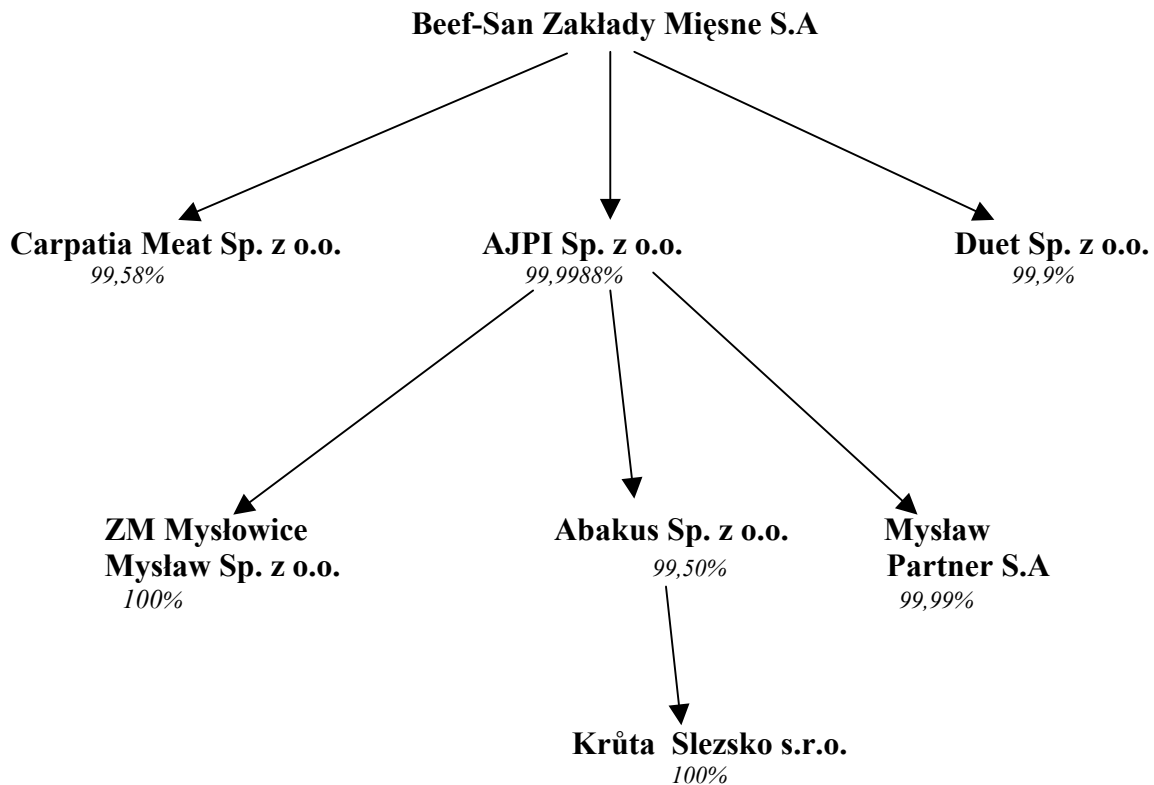 Beef-San Zakłady Mięsne S.A
Carpatia Meat Sp. z o.o.
99,58%
AJPI Sp. z o.o.
99,9988%
Duet Sp. z o.o.
99,9%
ZM Mysłowice
Mysław Sp. z o.o.
100%
Abakus Sp. z o.o.
99,50%
Mysław
Partner S.A
99,99%
Krůta Slezsko s.r.o.
100%